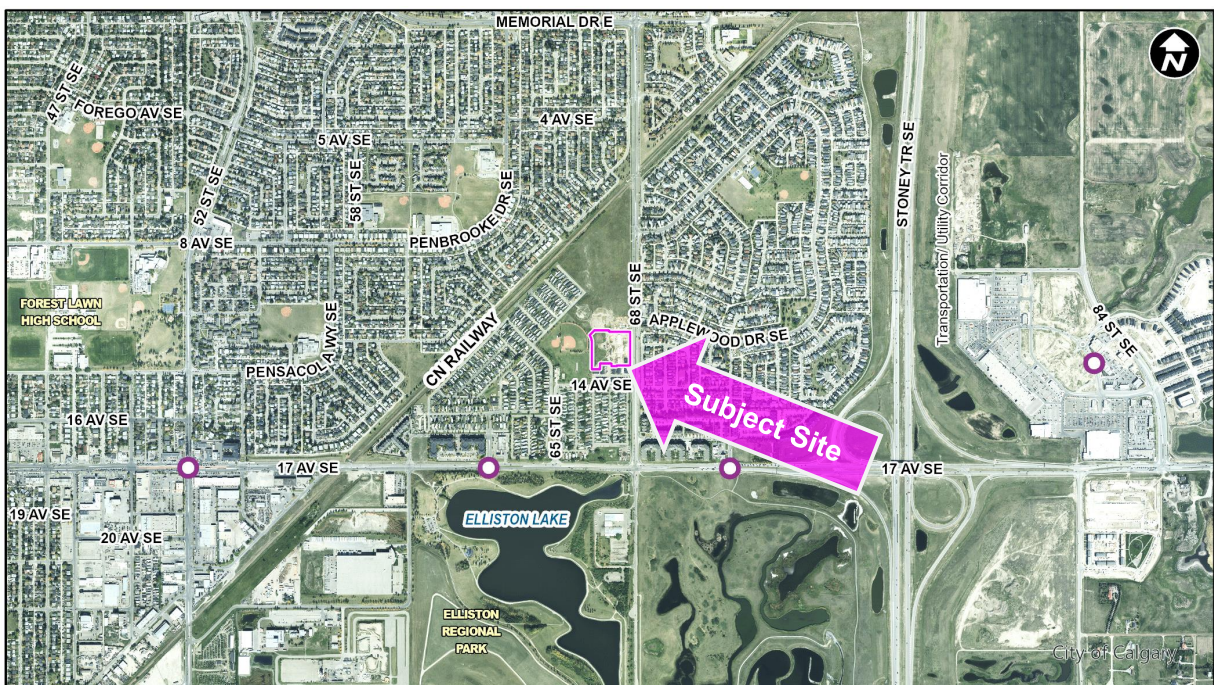 MEMORIAL DR E
N
47 ST SE
FOREGO AV SE
4 AV SE
5 AV SE
58 ST SE
52 ST SE
PENBROOKE DR SE
8 AV SE
STONEY TR SE
Transportation/ Utility Corridor
FOREST LAWN
HIGH SCHOOL
68 ST SE
APPLEWOOD DR SE
84 ST SE
PENSACOLA WY SE
CN RAILWAY
14 AV SE
Subject Site
16 AV SE
65 ST SE
17 AV SE
17 AV SE
19 AV SE
20 AV SE
ELLISTON LAKE
ELLISTON
REGIONAL
PARK
City of Calgary